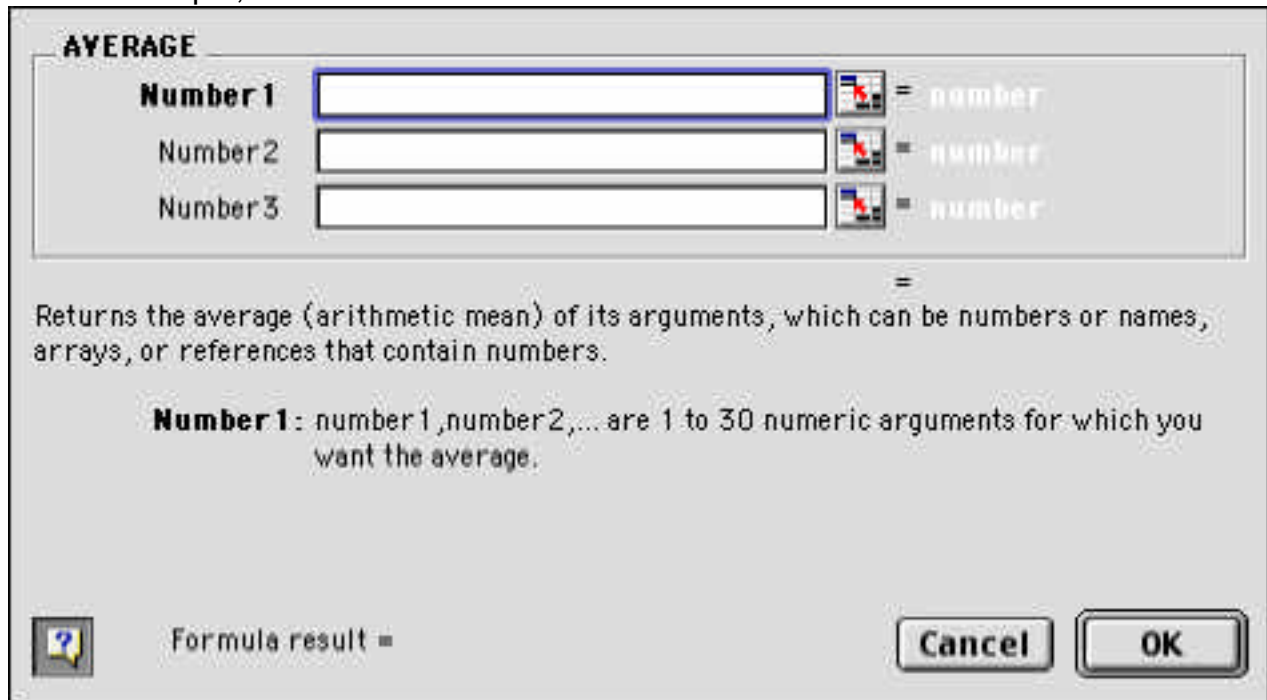 AVERAGE
Number1 = number
Number2 = number
Number3 = number
=
Returns the average (arithmetic mean) of its arguments, which can be numbers or names,
arrays, or references that contain numbers.
Number1: number1,number2,... are 1 to 30 numeric arguments for which you
want the average.
Formula result =
Cancel
OK